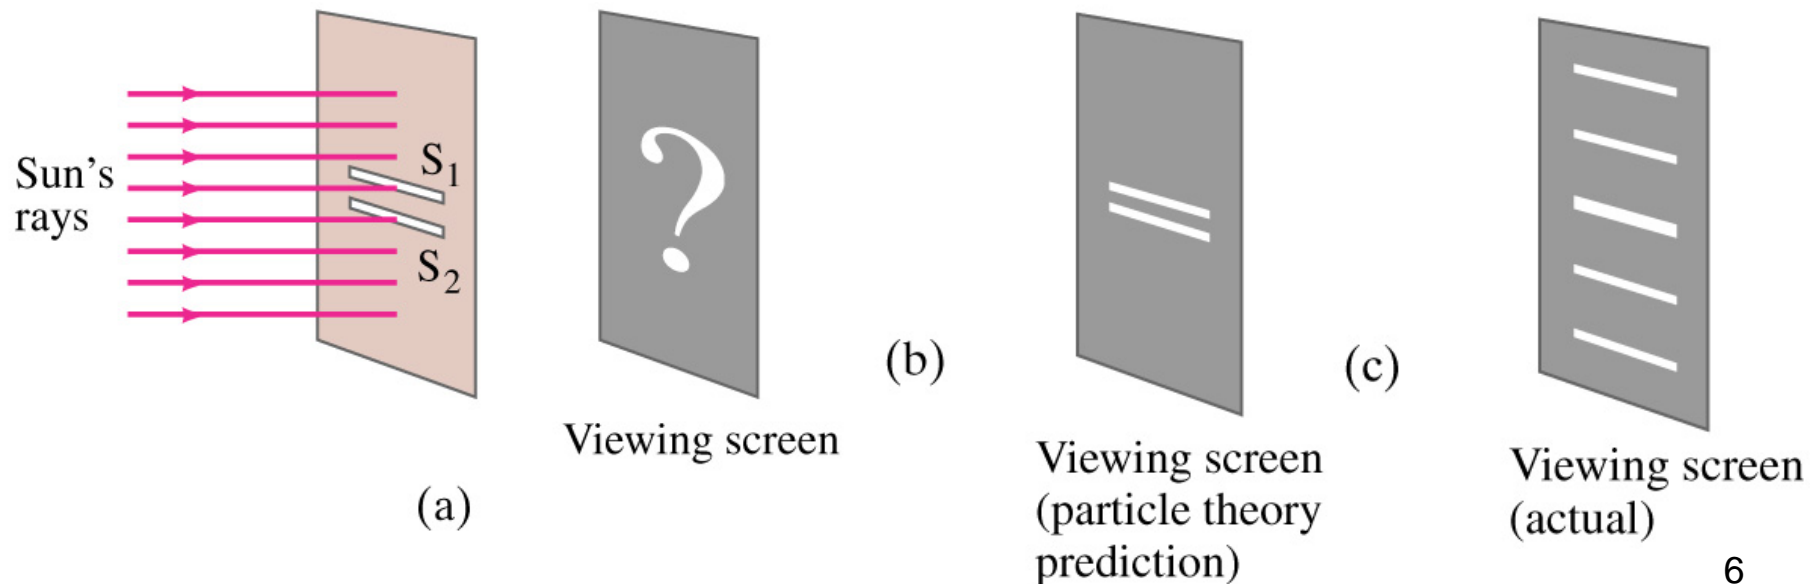 Sun's
rays
S1
S2
?
Viewing screen
(a)
(b)
Viewing screen
(particle theory
prediction)
(c)
Viewing screen
(actual)
6